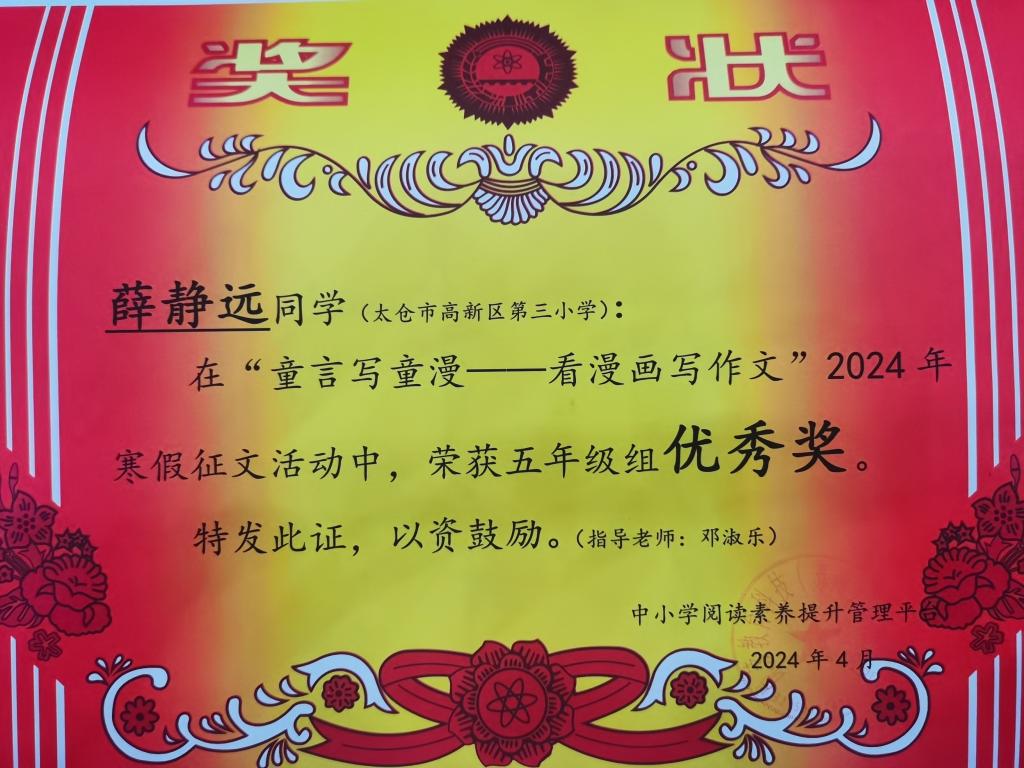 奖状
薛静远同学（太仓市高新区第三小学）：
在“童言写童漫——看漫画写作文”2024年
寒假征文活动中，荣获五年级组优秀奖。
特发此证，以资鼓励。（指导老师：邓淑乐）
中小学阅读素养提升管理平台
2024年4月